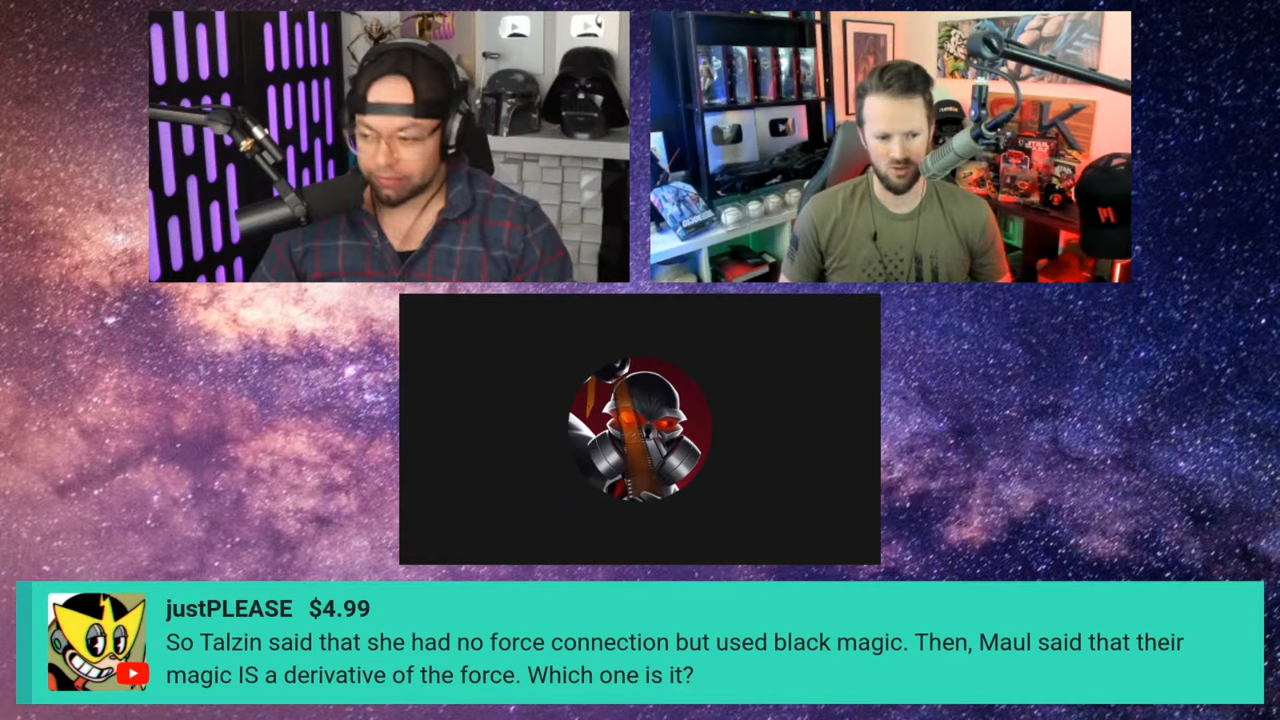 justPLEASE $4.99
So Talzin said that she had no force connection but used black magic. Then, Maul said that their
magic IS a derivative of the force. Which one is it?